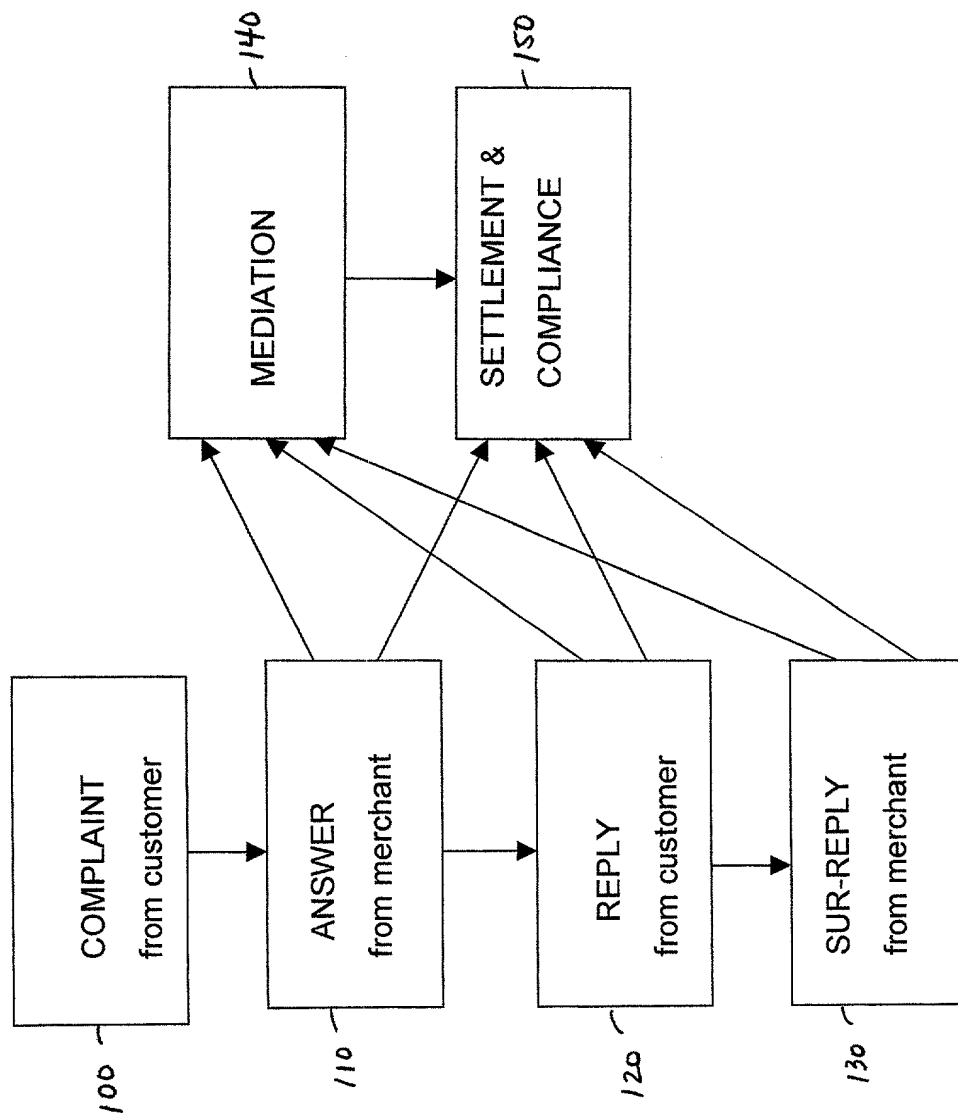 COMPLAINT
from customer
100
ANSWER
from merchant
110
REPLY
from customer
120
SUR-REPLY
from merchant
130
MEDIATION
140
SETTLEMENT &
COMPLIANCE
150